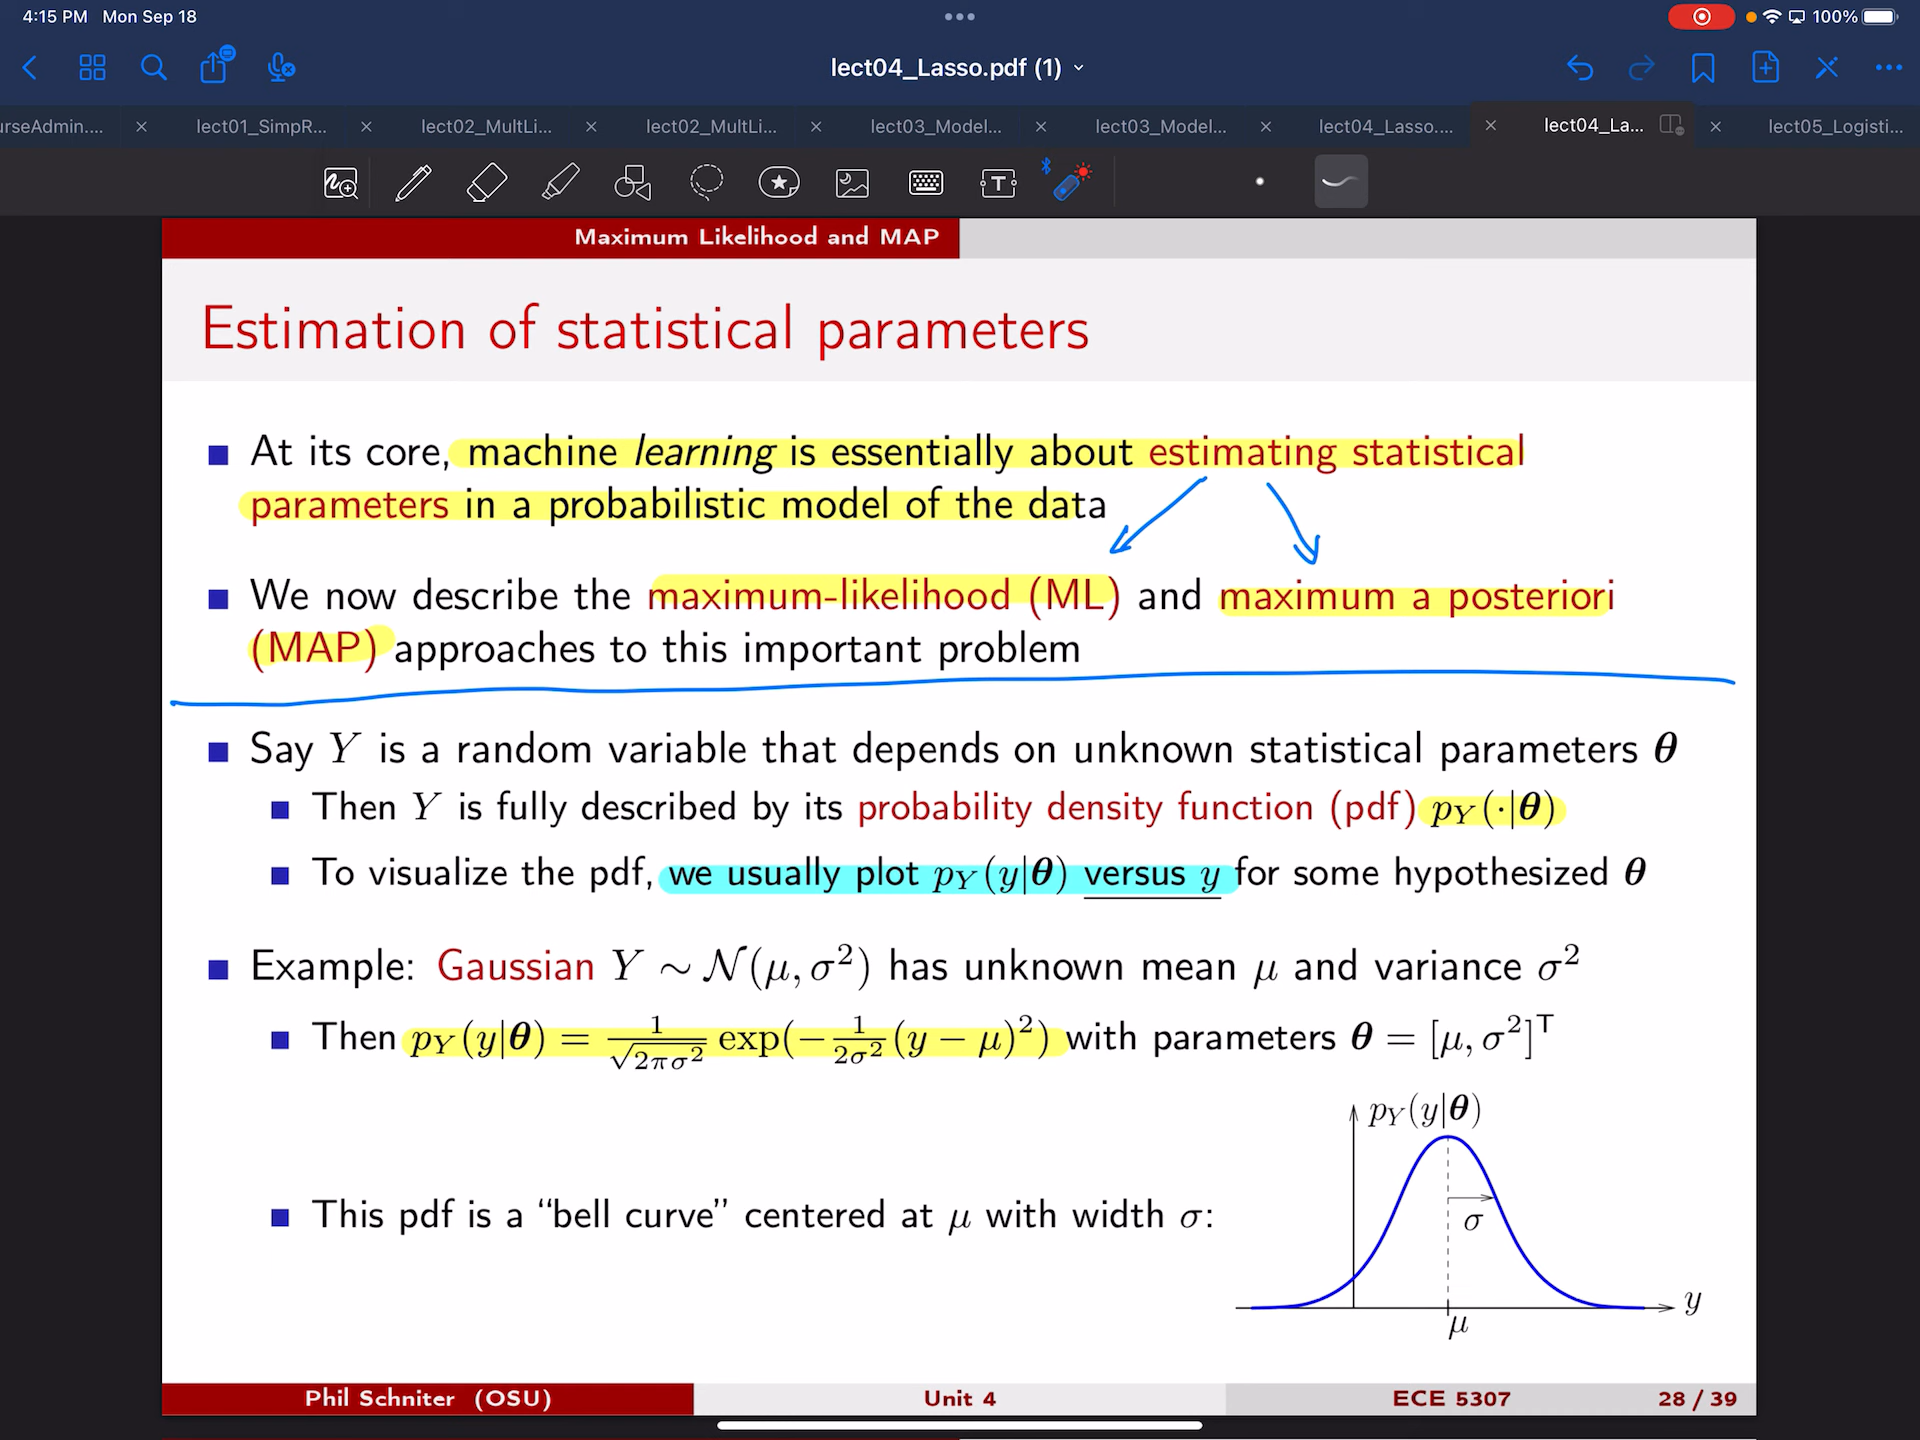 4:15 PM Mon Sep 18
100%
lect04_Lasso.pdf (1)
urseAdmin....
lect01_SimpR...
lect02_MultLi...
lect02_MultLi...
lect03_Model...
lect03_Model...
lect04_Lasso....
lect04_La...
lect05_Logisti...
T
Maximum Likelihood and MAP
Estimation of statistical parameters
At its core, machine learning is essentially about estimating statistical
parameters in a probabilistic model of the data
We now describe the maximum-likelihood (ML) and maximum a posteriori
(MAP) approaches to this important problem
Say Y is a random variable that depends on unknown statistical parameters θ
Then Y is fully described by its probability density function (pdf) p_Y(·|θ)
To visualize the pdf, we usually plot p_Y(y|θ) versus y for some hypothesized θ
Example: Gaussian Y ∼ 𝒩(μ, σ²) has unknown mean μ and variance σ²
Then p_Y(y|θ) = 1/√(2πσ²) exp(−1/(2σ²)(y − μ)²) with parameters θ = [μ, σ²]ᵀ
p_Y(y|θ)
This pdf is a “bell curve” centered at μ with width σ:
σ
y
μ
Phil Schniter (OSU)
Unit 4
ECE 5307
28 / 39